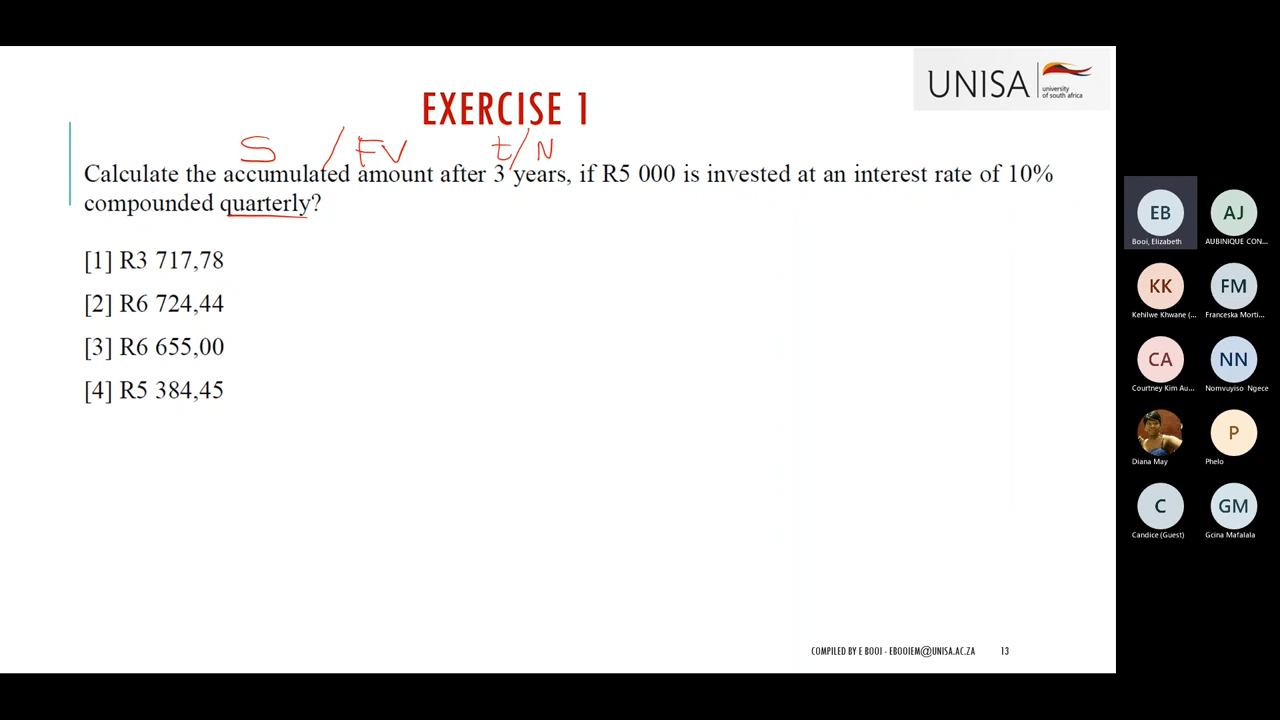 UNISA
university
of south africa
EXERCISE 1
S / FV t/N
Calculate the accumulated amount after 3 years, if R5 000 is invested at an interest rate of 10%
compounded quarterly?
[1] R3 717,78
[2] R6 724,44
[3] R6 655,00
[4] R5 384,45
COMPILED BY E BOOI - EBOOIEM@UNISA.AC.ZA 13
EB AJ
Booi, Elizabeth AUBINIQUE CON...
KK FM
Kehilwe Khwane (... Franceska Morti...
CA NN
Courtney Kim Au... Nomvuyiso Ngece
P
Diana May Phelo
C GM
Candice (Guest) Gcina Mafalala